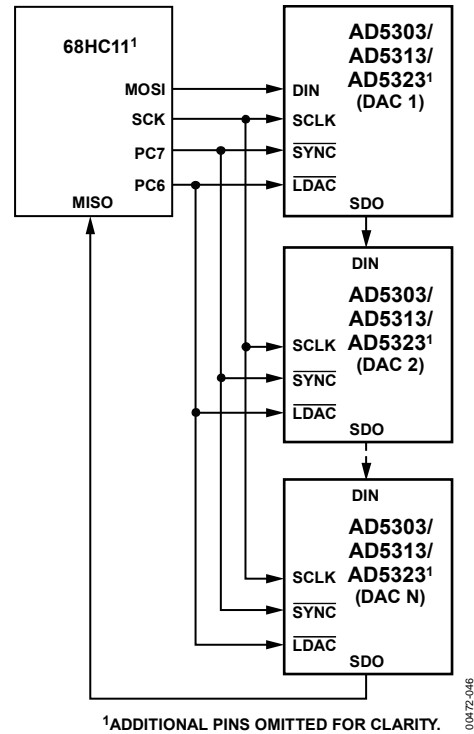 68HC11¹
MOSI
SCK
PC7
PC6
MISO
AD5303/
AD5313/
AD5323¹
(DAC 1)
DIN
SCLK
SYNC
LDAC
SDO
DIN
AD5303/
AD5313/
AD5323¹
(DAC 2)
SCLK
SYNC
LDAC
SDO
DIN
AD5303/
AD5313/
AD5323¹
(DAC N)
SCLK
SYNC
LDAC
SDO
¹ADDITIONAL PINS OMITTED FOR CLARITY.
00472-046